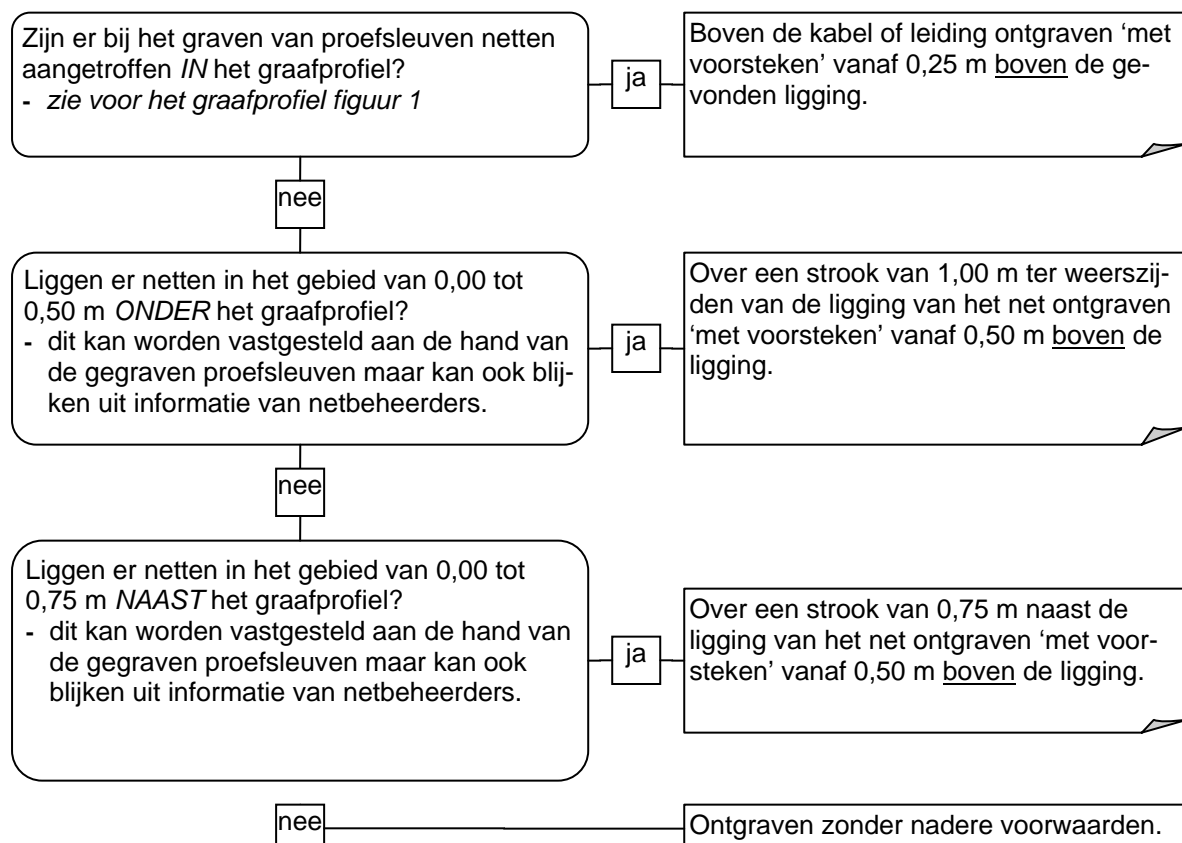 Zijn er bij het graven van proefsleuven netten
aangetroffen IN het graafprofiel?
- zie voor het graafprofiel figuur 1
ja
Boven de kabel of leiding ontgraven ‘met
voorsteken’ vanaf 0,25 m boven de ge-
vonden ligging.
nee
Liggen er netten in het gebied van 0,00 tot
0,50 m ONDER het graafprofiel?
- dit kan worden vastgesteld aan de hand van
de gegraven proefsleuven maar kan ook blij-
ken uit informatie van netbeheerders.
ja
Over een strook van 1,00 m ter weerszij-
den van de ligging van het net ontgraven
‘met voorsteken’ vanaf 0,50 m boven de
ligging.
nee
Liggen er netten in het gebied van 0,00 tot
0,75 m NAAST het graafprofiel?
- dit kan worden vastgesteld aan de hand van
de gegraven proefsleuven maar kan ook
blijken uit informatie van netbeheerders.
ja
Over een strook van 0,75 m naast de
ligging van het net ontgraven ‘met voor-
steken’ vanaf 0,50 m boven de ligging.
nee
Ontgraven zonder nadere voorwaarden.